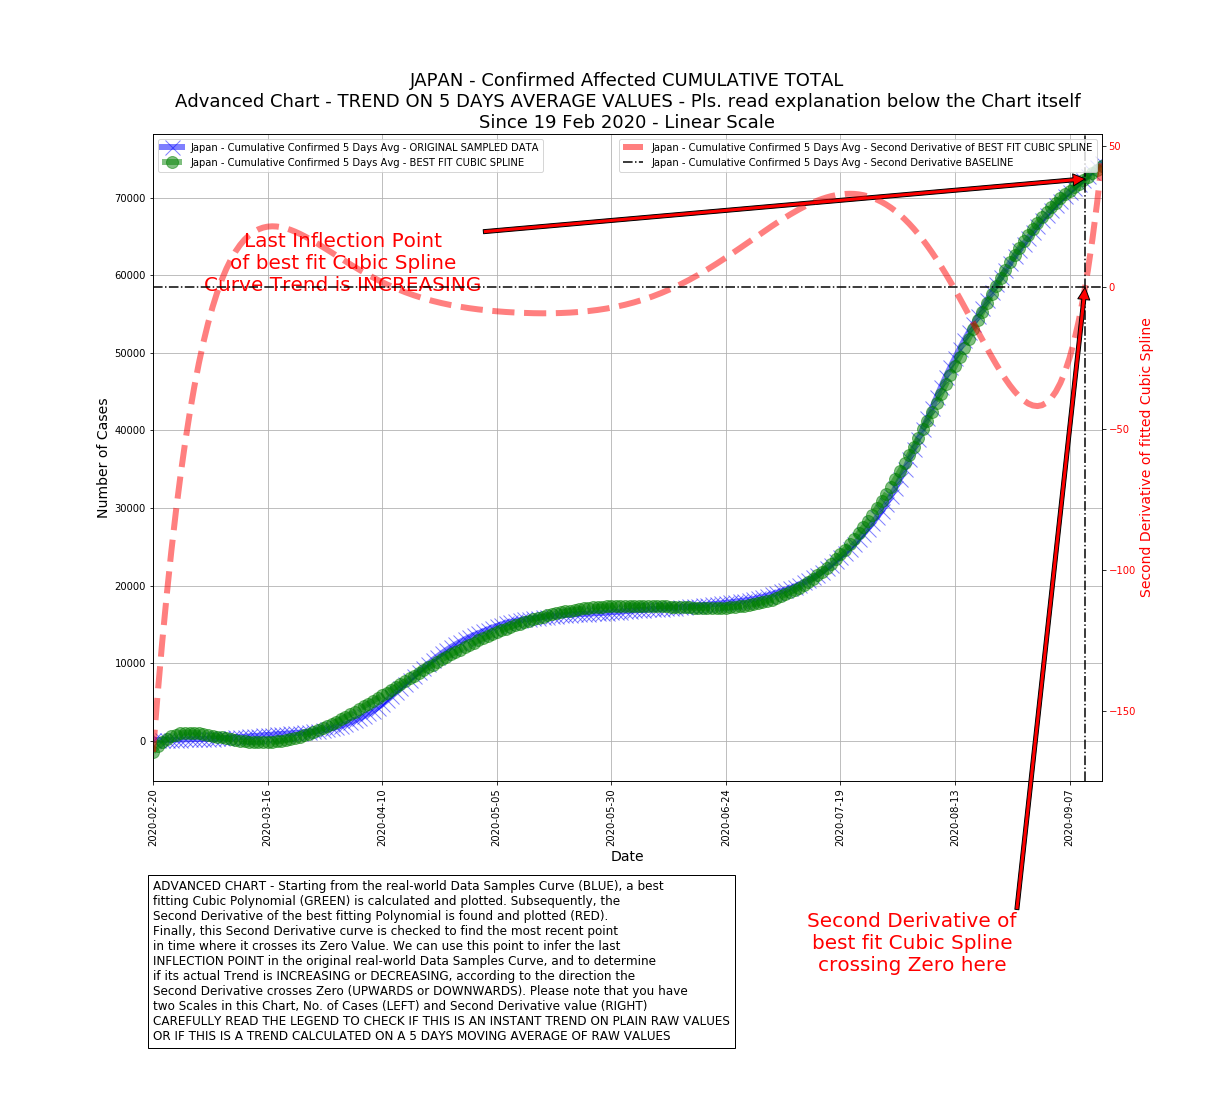 JAPAN - Confirmed Affected CUMULATIVE TOTAL
Advanced Chart - TREND ON 5 DAYS AVERAGE VALUES - Pls. read explanation below the Chart itself
Since 19 Feb 2020 - Linear Scale
Japan - Cumulative Confirmed 5 Days Avg - ORIGINAL SAMPLED DATA
Japan - Cumulative Confirmed 5 Days Avg - BEST FIT CUBIC SPLINE
Japan - Cumulative Confirmed 5 Days Avg - Second Derivative of BEST FIT CUBIC SPLINE
Japan - Cumulative Confirmed 5 Days Avg - Second Derivative BASELINE
Last Inflection Point
of best fit Cubic Spline
Curve Trend is INCREASING
Number of Cases
70000
60000
50000
40000
30000
20000
10000
0
50
0
−50
−100
−150
Second Derivative of fitted Cubic Spline
2020-02-20
2020-03-16
2020-04-10
2020-05-05
2020-05-30
2020-06-24
2020-07-19
2020-08-13
2020-09-07
Date
ADVANCED CHART - Starting from the real-world Data Samples Curve (BLUE), a best
fitting Cubic Polynomial (GREEN) is calculated and plotted. Subsequently, the
Second Derivative of the best fitting Polynomial is found and plotted (RED).
Finally, this Second Derivative curve is checked to find the most recent point
in time where it crosses its Zero Value. We can use this point to infer the last
INFLECTION POINT in the original real-world Data Samples Curve, and to determine
if its actual Trend is INCREASING or DECREASING, according to the direction the
Second Derivative crosses Zero (UPWARDS or DOWNWARDS). Please note that you have
two Scales in this Chart, No. of Cases (LEFT) and Second Derivative value (RIGHT)
CAREFULLY READ THE LEGEND TO CHECK IF THIS IS AN INSTANT TREND ON PLAIN RAW VALUES
OR IF THIS IS A TREND CALCULATED ON A 5 DAYS MOVING AVERAGE OF RAW VALUES
Second Derivative of
best fit Cubic Spline
crossing Zero here